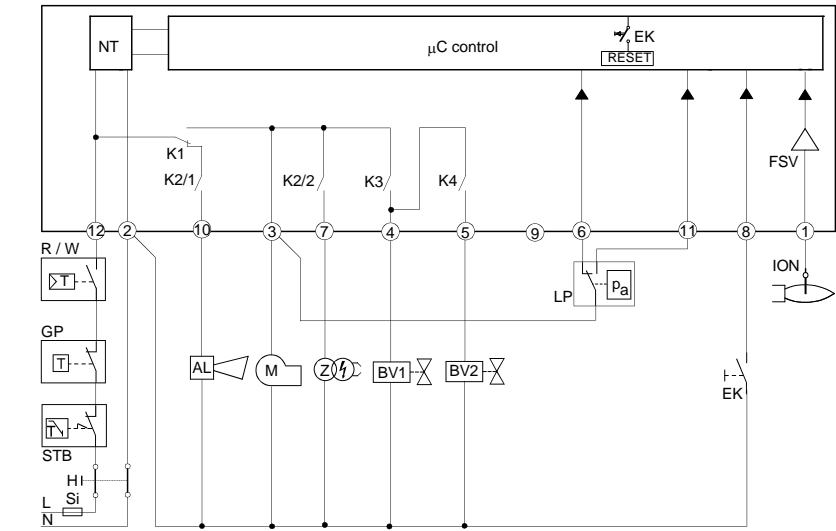 NT
µC control
EK
RESET
FSV
K1
K2/1
K2/2
K3
K4
12
2
10
3
7
4
5
9
6
11
8
1
R / W
T
LP
pa
ION
GP
T
AL
M
Z
BV1
BV2
EK
T
STB
H
Si
L
N